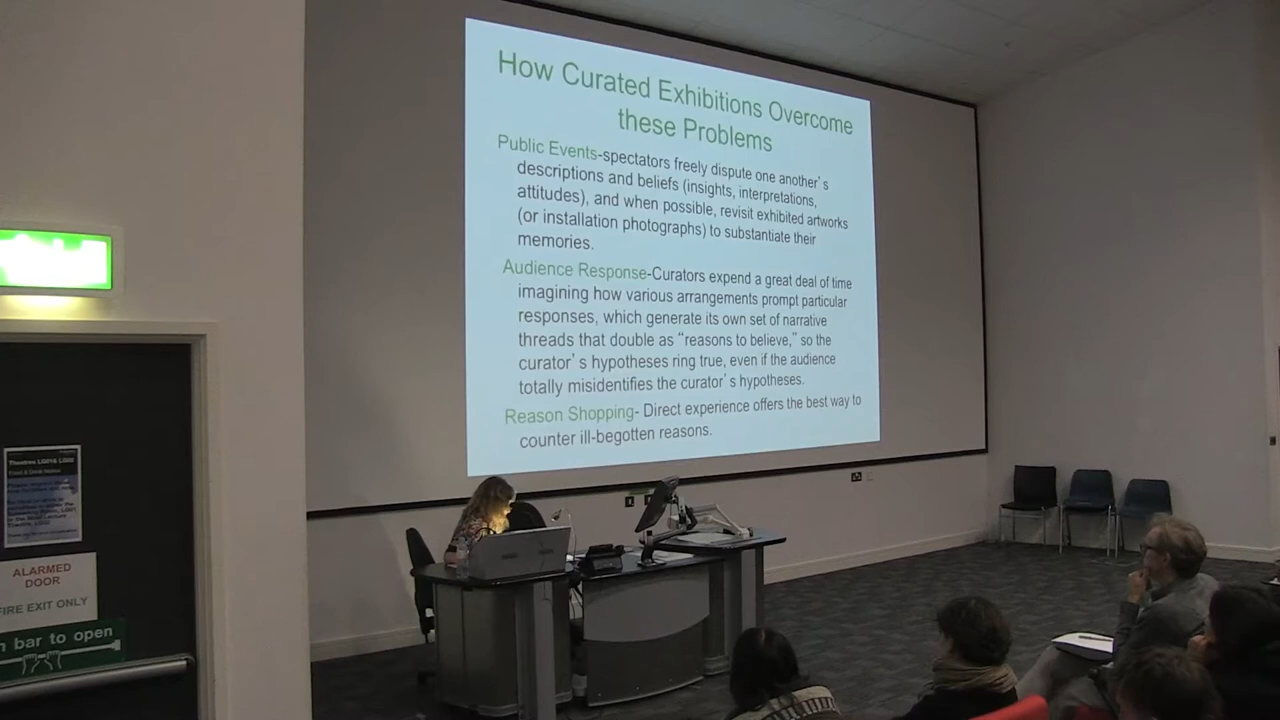 How Curated Exhibitions Overcome
these Problems
Public Events-spectators freely dispute one another's
descriptions and beliefs (insights, interpretations,
attitudes), and when possible, revisit exhibited artworks
(or installation photographs) to substantiate their
memories.
Audience Response-Curators expend a great deal of time
imagining how various arrangements prompt particular
responses, which generate its own set of narrative
threads that double as “reasons to believe,” so the
curator's hypotheses ring true, even if the audience
totally misidentifies the curator's hypotheses.
Reason Shopping- Direct experience offers the best way to
counter ill-begotten reasons.
ALARMED
DOOR
FIRE EXIT ONLY
bar to open